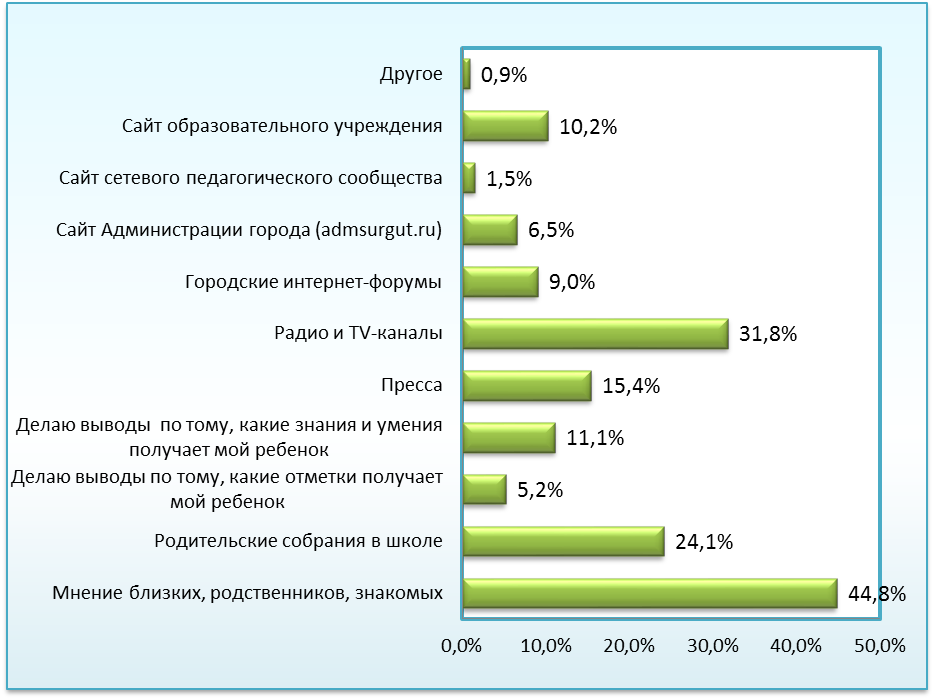 Другое 0,9%
Сайт образовательного учреждения 10,2%
Сайт сетевого педагогического сообщества 1,5%
Сайт Администрации города (admsurgut.ru) 6,5%
Городские интернет-форумы 9,0%
Радио и TV-каналы 31,8%
Пресса 15,4%
Делаю выводы по тому, какие знания и умения
получает мой ребенок 11,1%
Делаю выводы по тому, какие отметки получает
мой ребенок 5,2%
Родительские собрания в школе 24,1%
Мнение близких, родственников, знакомых 44,8%
0,0% 10,0% 20,0% 30,0% 40,0% 50,0%